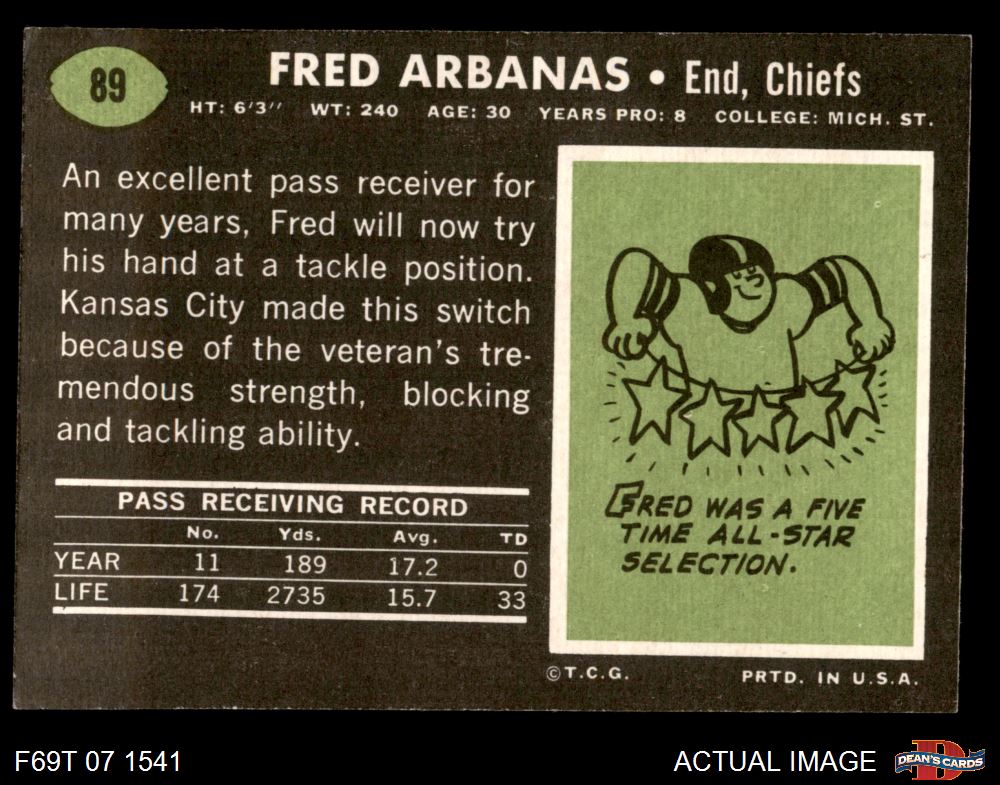 89
FRED ARBANAS • End, Chiefs
HT: 6'3'' WT: 240 AGE: 30 YEARS PRO: 8 COLLEGE: MICH. ST.
An excellent pass receiver for
many years, Fred will now try
his hand at a tackle position.
Kansas City made this switch
because of the veteran's tre-
mendous strength, blocking
and tackling ability.
PASS RECEIVING RECORD
No. Yds. Avg. TD
YEAR 11 189 17.2 0
LIFE 174 2735 15.7 33
FRED WAS A FIVE
TIME ALL-STAR
SELECTION.
©T.C.G. PRTD. IN U.S.A.
F69T 07 1541 ACTUAL IMAGE
D
DEAN'S CARDS